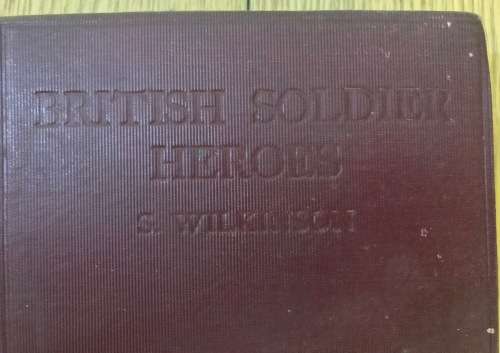 BRITISH SOLDIER
HEROES
S. WILKINSON